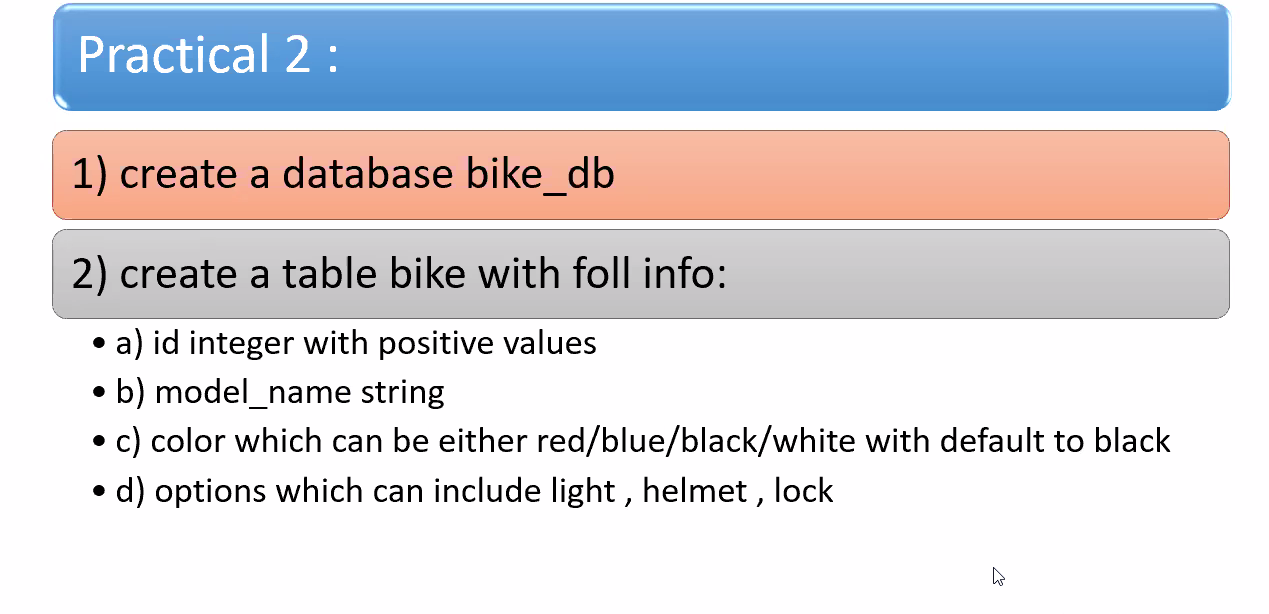 Practical 2 :
1) create a database bike_db
2) create a table bike with foll info:
• a) id integer with positive values
• b) model_name string
• c) color which can be either red/blue/black/white with default to black
• d) options which can include light , helmet , lock